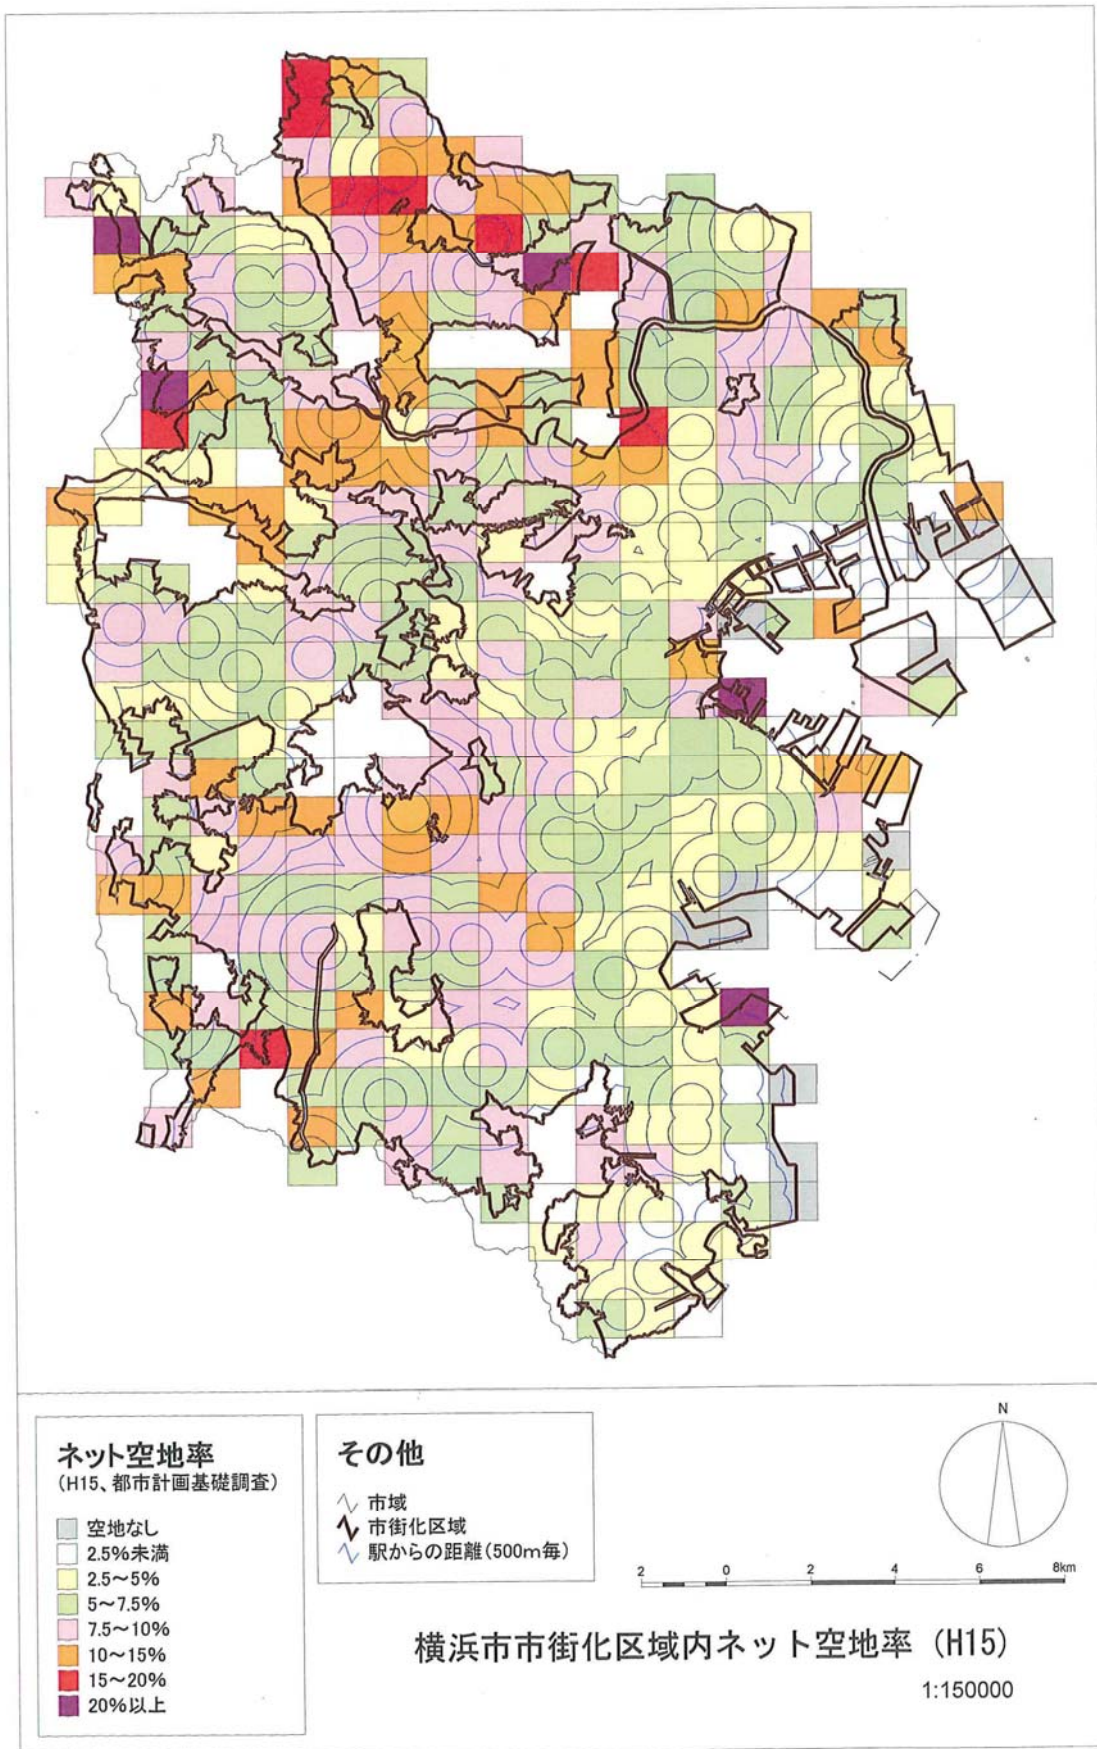 N
ネット空地率
(H15、都市計画基礎調査)
空地なし
2.5%未満
2.5～5%
5～7.5%
7.5～10%
10～15%
15～20%
20%以上
その他
市域
市街化区域
駅からの距離(500m毎)
2 0 2 4 6 8km
横浜市市街化区域内ネット空地率 (H15)
1:150000